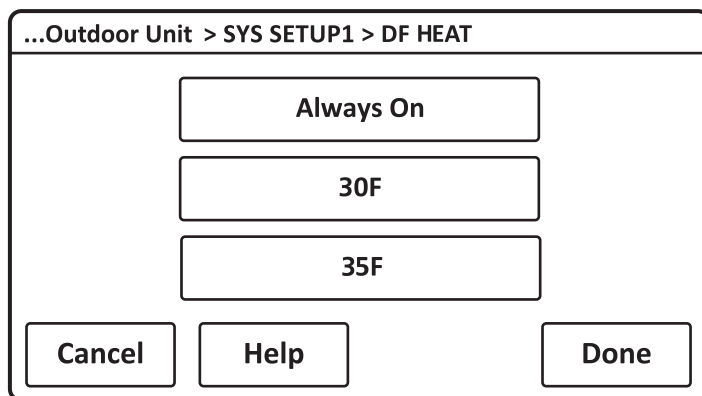 ...Outdoor Unit > SYS SETUP1 > DF HEAT
Always On
30F
35F
Cancel Help Done